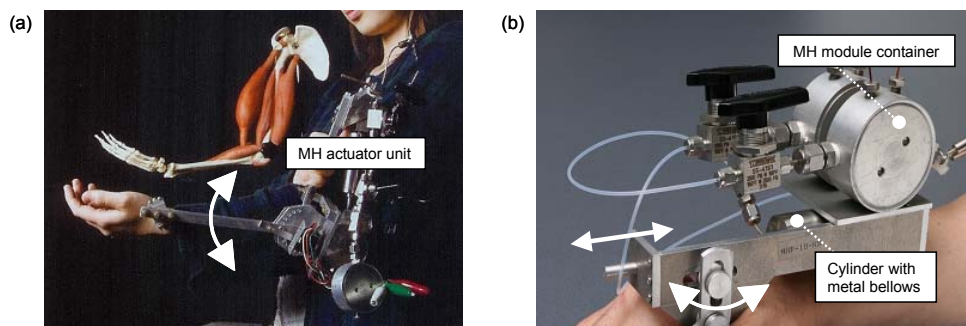 (a)
MH actuator unit
(b)
MH module container
Cylinder with
metal bellows